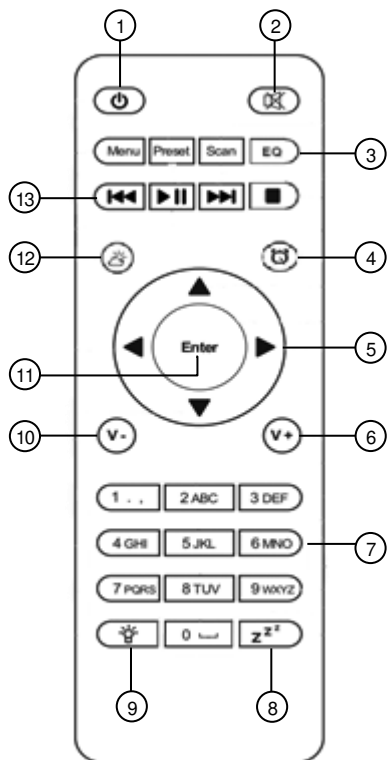 1 2
Menu Preset Scan EQ 3
13
12 4
Enter 5
11
10 V- V+ 6
1 . , 2 ABC 3 DEF
4 GHI 5 JKL 6 MNO 7
7 PQRS 8 TUV 9 WXYZ
0 zzz
9 8